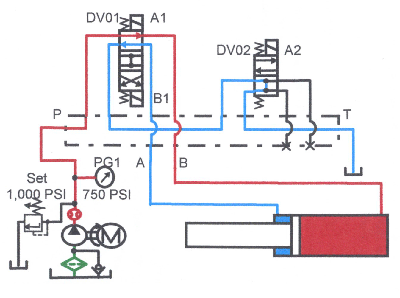 DV01 A1
DV02 A2
B1
P T
A B
PG1
Set
1,000 PSI 750 PSI
M